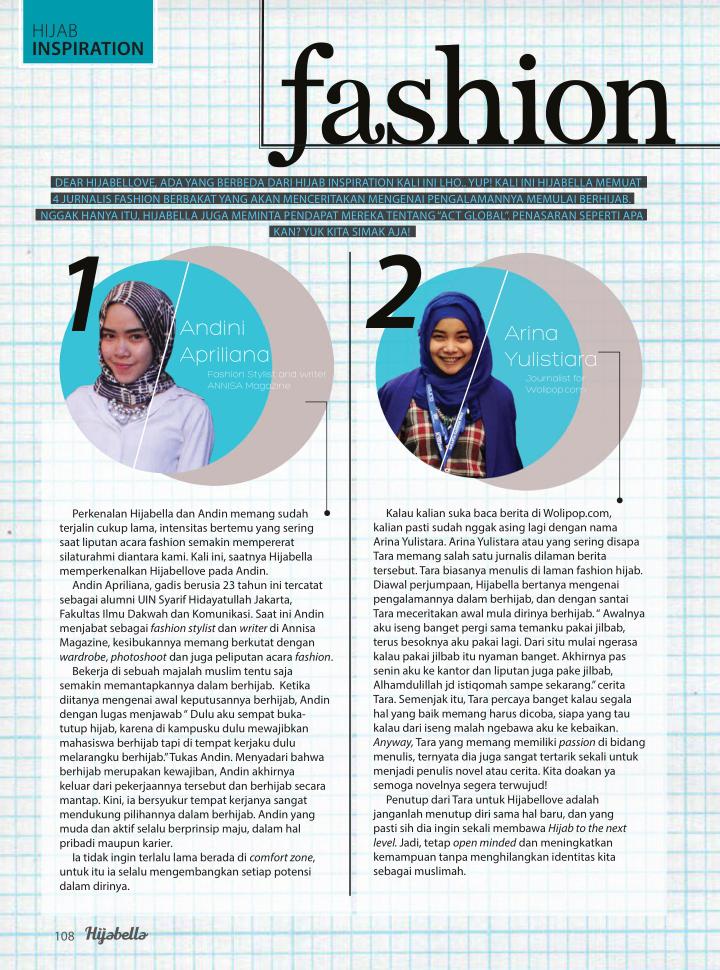 HIJAB
INSPIRATION
fashion
DEAR HIJABELLOVE, ADA YANG BERBEDA DARI HIJAB INSPIRATION KALI INI LHO.. YUP! KALI INI HIJABELLA MEMUAT
4 JURNALIS FASHION BERBAKAT YANG AKAN MENCERITAKAN MENGENAI PENGALAMANNYA MEMULAI BERHIJAB.
NGGAK HANYA ITU, HIJABELLA JUGA MEMINTA PENDAPAT MEREKA TENTANG “ACT GLOBAL”, PENASARAN SEPERTI APA
KAN? YUK KITA SIMAK AJA!
1
Andini
Apriliana
Fashion Stylist and writer
ANNISA Magazine
Perkenalan Hijabella dan Andin memang sudah
terjalin cukup lama, intensitas bertemu yang sering
saat liputan acara fashion semakin mempererat
silaturahmi diantara kami. Kali ini, saatnya Hijabella
memperkenalkan Hijabellove pada Andin.
Andin Apriliana, gadis berusia 23 tahun ini tercatat
sebagai alumni UIN Syarif Hidayatullah Jakarta,
Fakultas Ilmu Dakwah dan Komunikasi. Saat ini Andin
menjabat sebagai fashion stylist dan writer di Annisa
Magazine, kesibukannya memang berkutat dengan
wardrobe, photoshoot dan juga peliputan acara fashion.
Bekerja di sebuah majalah muslim tentu saja
semakin memantapkannya dalam berhijab. Ketika
diitanya mengenai awal keputusannya berhijab, Andin
dengan lugas menjawab “ Dulu aku sempat buka-
tutup hijab, karena di kampusku dulu mewajibkan
mahasiswa berhijab tapi di tempat kerjaku dulu
melarangku berhijab.” Tukas Andin. Menyadari bahwa
berhijab merupakan kewajiban, Andin akhirnya
keluar dari pekerjaannya tersebut dan berhijab secara
mantap. Kini, ia bersyukur tempat kerjanya sangat
mendukung pilihannya dalam berhijab. Andin yang
muda dan aktif selalu berprinsip maju, dalam hal
pribadi maupun karier.
Ia tidak ingin terlalu lama berada di comfort zone,
untuk itu ia selalu mengembangkan setiap potensi
dalam dirinya.
2
Arina
Yulistiara
Journalist for
Wolipop.com
Kalau kalian suka baca berita di Wolipop.com,
kalian pasti sudah nggak asing lagi dengan nama
Arina Yulistara. Arina Yulistara atau yang sering disapa
Tara memang salah satu jurnalis dilaman berita
tersebut. Tara biasanya menulis di laman fashion hijab.
Diawal perjumpaan, Hijabella bertanya mengenai
pengalamannya dalam berhijab, dan dengan santai
Tara meceritakan awal mula dirinya berhijab. “ Awalnya
aku iseng banget pergi sama temanku pakai jilbab,
terus besoknya aku pakai lagi. Dari situ mulai ngerasa
kalau pakai jilbab itu nyaman banget. Akhirnya pas
senin aku ke kantor dan liputan juga pake jilbab,
Alhamdulillah jd istiqomah sampe sekarang.” cerita
Tara. Semenjak itu, Tara percaya banget kalau segala
hal yang baik memang harus dicoba, siapa yang tau
kalau dari iseng malah ngebawa aku ke kebaikan.
Anyway, Tara yang memang memiliki passion di bidang
menulis, ternyata dia juga sangat tertarik sekali untuk
menjadi penulis novel atau cerita. Kita doakan ya
semoga novelnya segera terwujud!
Penutup dari Tara untuk Hijabellove adalah
janganlah menutup diri sama hal baru, dan yang
pasti sih dia ingin sekali membawa Hijab to the next
level. Jadi, tetap open minded dan meningkatkan
kemampuan tanpa menghilangkan identitas kita
sebagai muslimah.
108 Hijabella